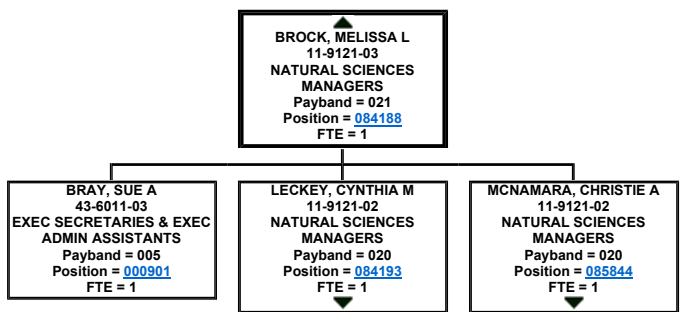 BROCK, MELISSA L
11-9121-03
NATURAL SCIENCES
MANAGERS
Payband = 021
Position = 084188
FTE = 1
BRAY, SUE A
43-6011-03
EXEC SECRETARIES & EXEC
ADMIN ASSISTANTS
Payband = 005
Position = 000901
FTE = 1
LECKEY, CYNTHIA M
11-9121-02
NATURAL SCIENCES
MANAGERS
Payband = 020
Position = 084193
FTE = 1
MCNAMARA, CHRISTIE A
11-9121-02
NATURAL SCIENCES
MANAGERS
Payband = 020
Position = 085844
FTE = 1